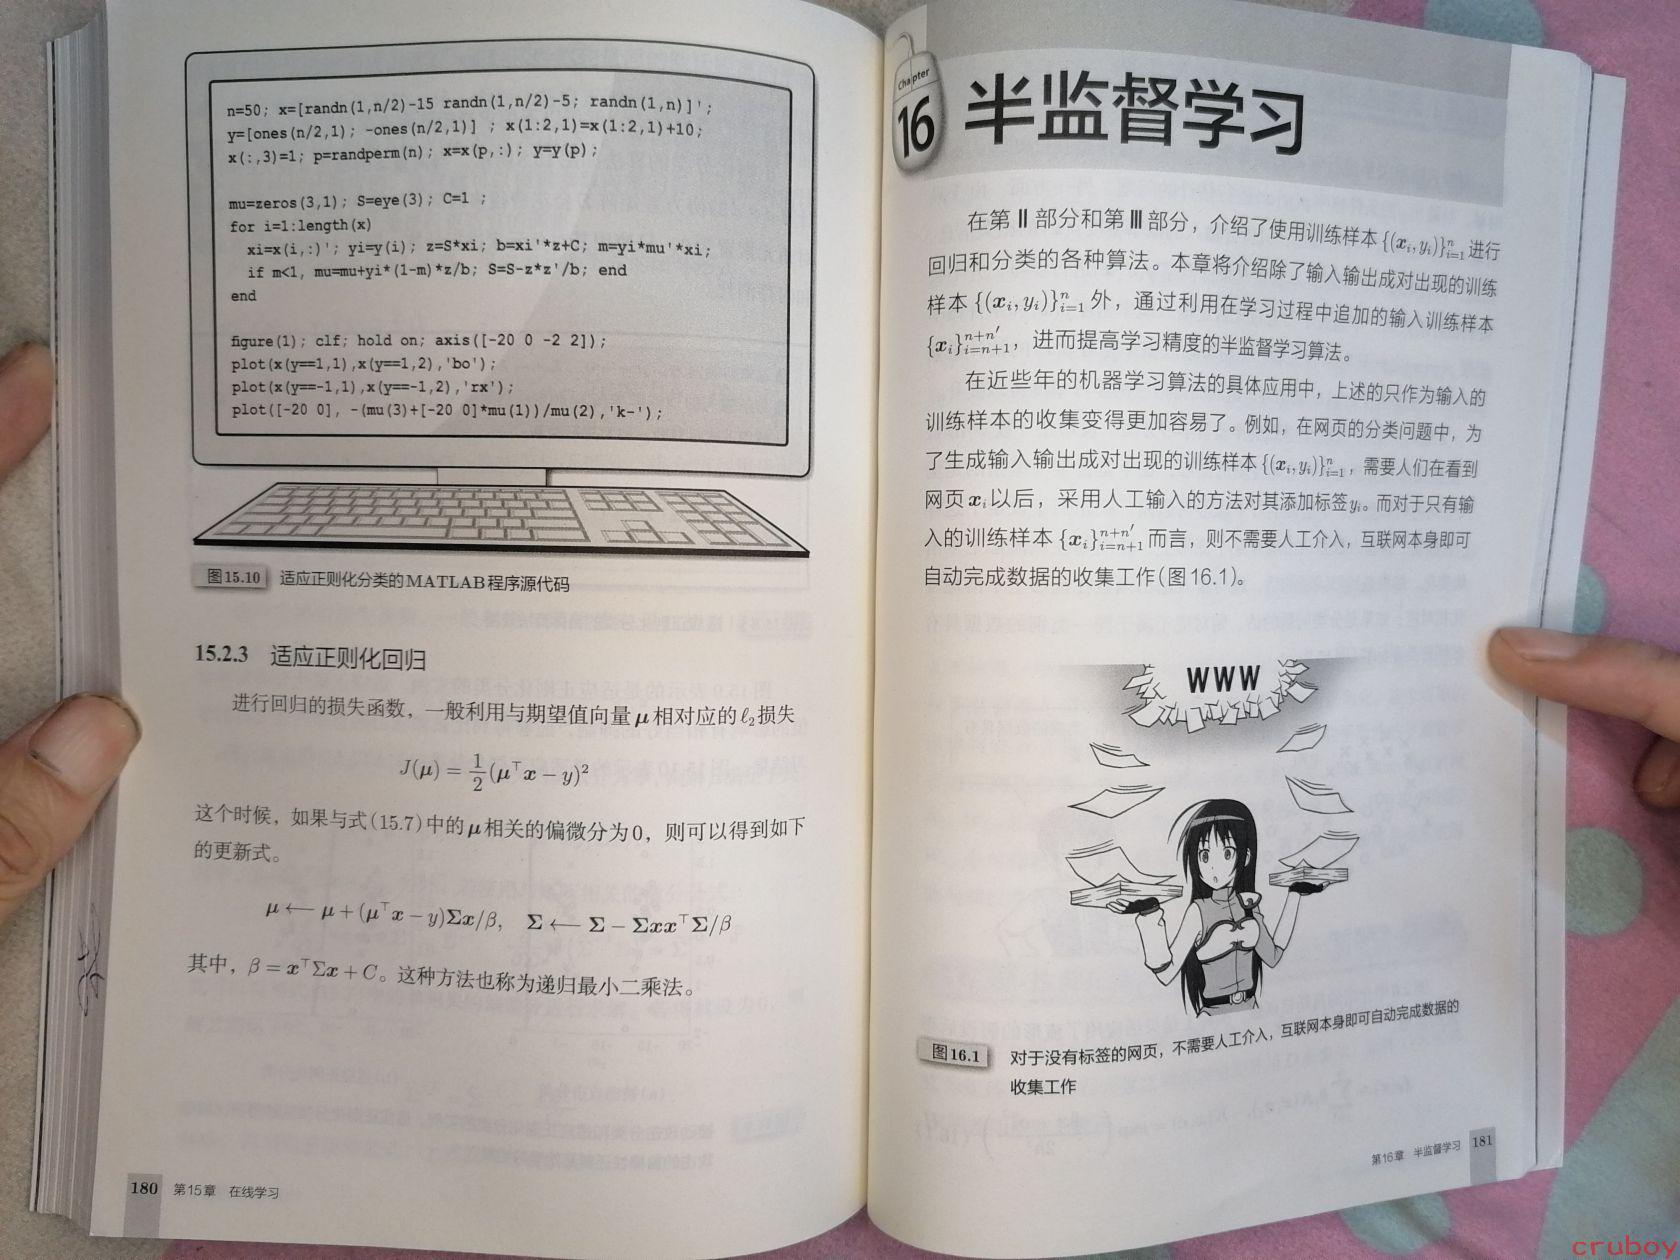 n=50; x=[randn(1,n/2)-15 randn(1,n/2)-5; randn(1,n)]';
y=[ones(n/2,1); -ones(n/2,1)] ; x(1:2,1)=x(1:2,1)+10;
x(:,3)=1; p=randperm(n); x=x(p,:); y=y(p);
mu=zeros(3,1); S=eye(3); C=1 ;
for i=1:length(x)
xi=x(i,:)'; yi=y(i); z=S*xi; b=xi'*z+C; m=yi*mu'*xi;
if m<1, mu=mu+yi*(1-m)*z/b; S=S-z*z'/b; end
end
figure(1); clf; hold on; axis([-20 0 -2 2]);
plot(x(y==1,1),x(y==1,2),'bo');
plot(x(y==-1,1),x(y==-1,2),'rx');
plot([-20 0], -(mu(3)+[-20 0]*mu(1))/mu(2),'k-');
图15.10 适应正则化分类的MATLAB程序源代码
15.2.3 适应正则化回归
进行回归的损失函数，一般利用与期望值向量μ相对应的ℓ₂损失
J(μ) = 1/2 (μ⊤x − y)²
这个时候，如果与式(15.7)中的μ相关的偏微分为0，则可以得到如下
的更新式。
μ ⟵ μ + (μ⊤x − y)Σx/β, Σ ⟵ Σ − Σxx⊤Σ/β
其中，β = x⊤Σx + C。这种方法也称为递归最小二乘法。
180 第15章 在线学习
Chapter
16 半监督学习
在第Ⅱ部分和第Ⅲ部分，介绍了使用训练样本{(xᵢ, yᵢ)}ⁿᵢ₌₁进行
回归和分类的各种算法。本章将介绍除了输入输出成对出现的训练
样本{(xᵢ, yᵢ)}ⁿᵢ₌₁外，通过利用在学习过程中追加的输入训练样本
{xᵢ}ⁿ⁺ⁿ′ᵢ₌ₙ₊₁，进而提高学习精度的半监督学习算法。
在近些年的机器学习算法的具体应用中，上述的只作为输入的
训练样本的收集变得更加容易了。例如，在网页的分类问题中，为
了生成输入输出成对出现的训练样本{(xᵢ, yᵢ)}ⁿᵢ₌₁，需要人们在看到
网页xᵢ以后，采用人工输入的方法对其添加标签yᵢ。而对于只有输
入的训练样本{xᵢ}ⁿ⁺ⁿ′ᵢ₌ₙ₊₁而言，则不需要人工介入，互联网本身即可
自动完成数据的收集工作(图16.1)。
WWW
图16.1 对于没有标签的网页，不需要人工介入，互联网本身即可自动完成数据的
收集工作
第16章 半监督学习 181
cruboy